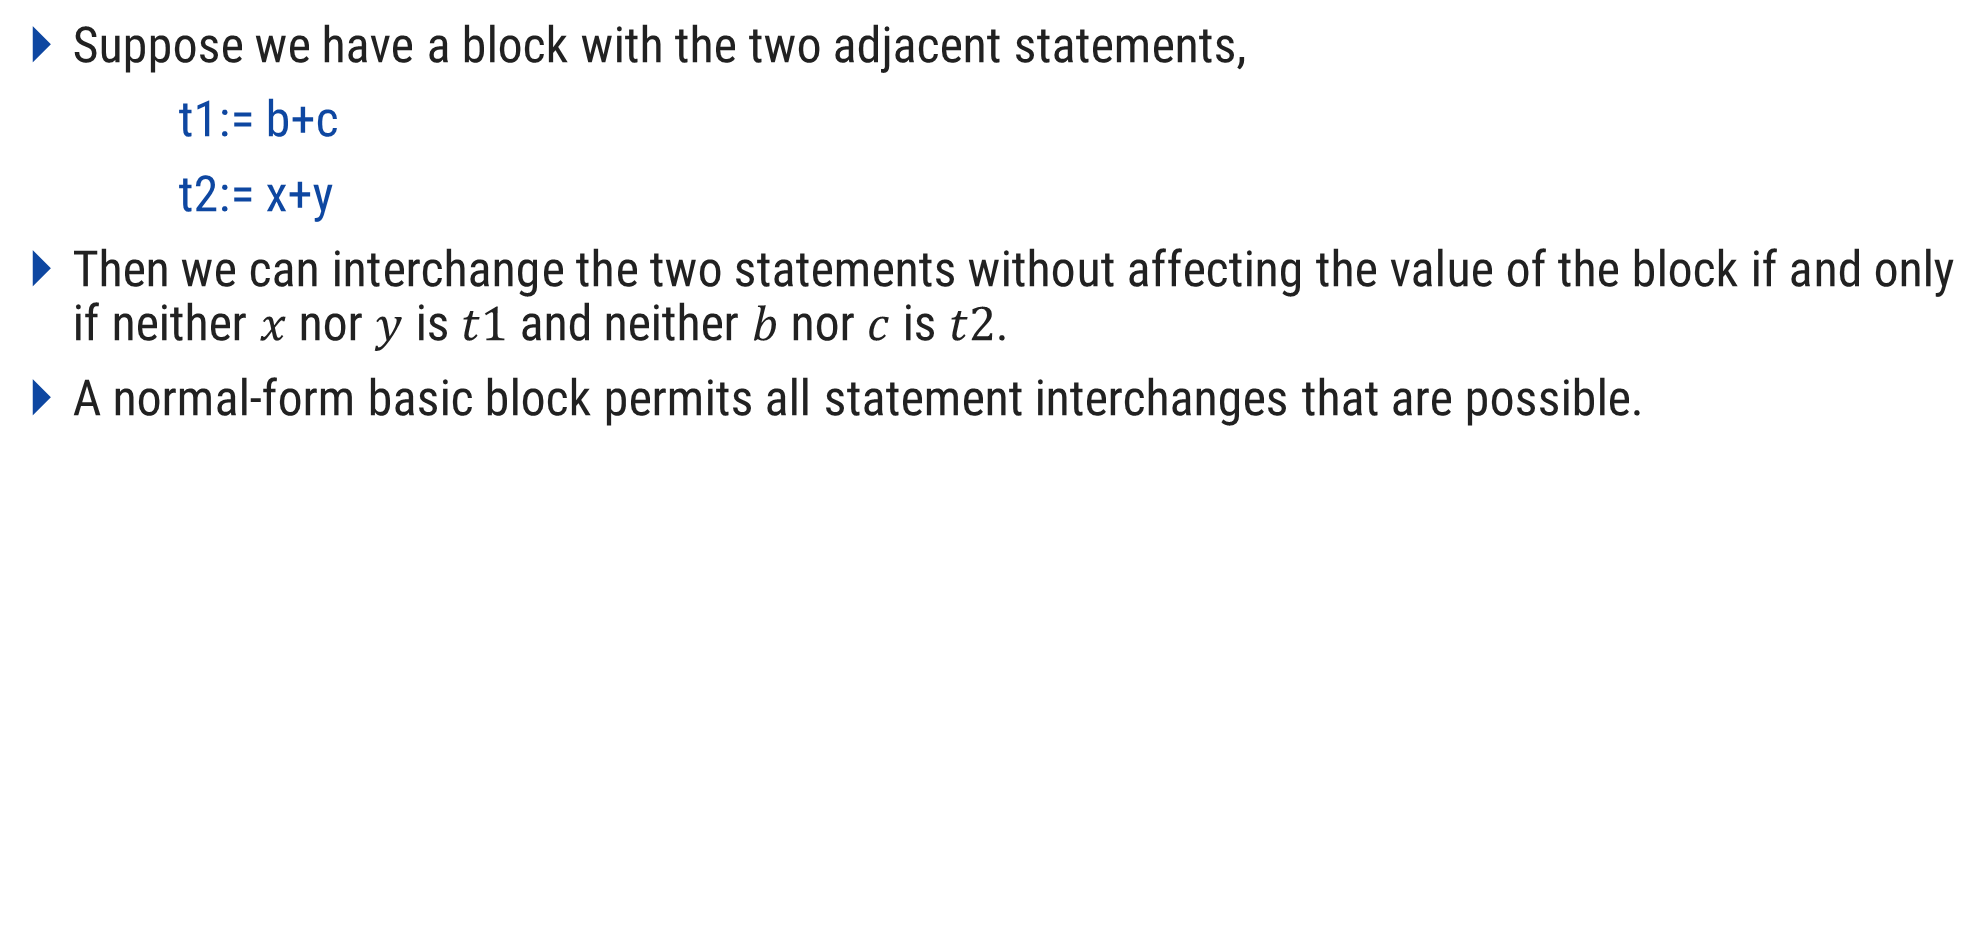 Suppose we have a block with the two adjacent statements,
t1:= b+c
t2:= x+y
Then we can interchange the two statements without affecting the value of the block if and only
if neither x nor y is t1 and neither b nor c is t2.
A normal-form basic block permits all statement interchanges that are possible.